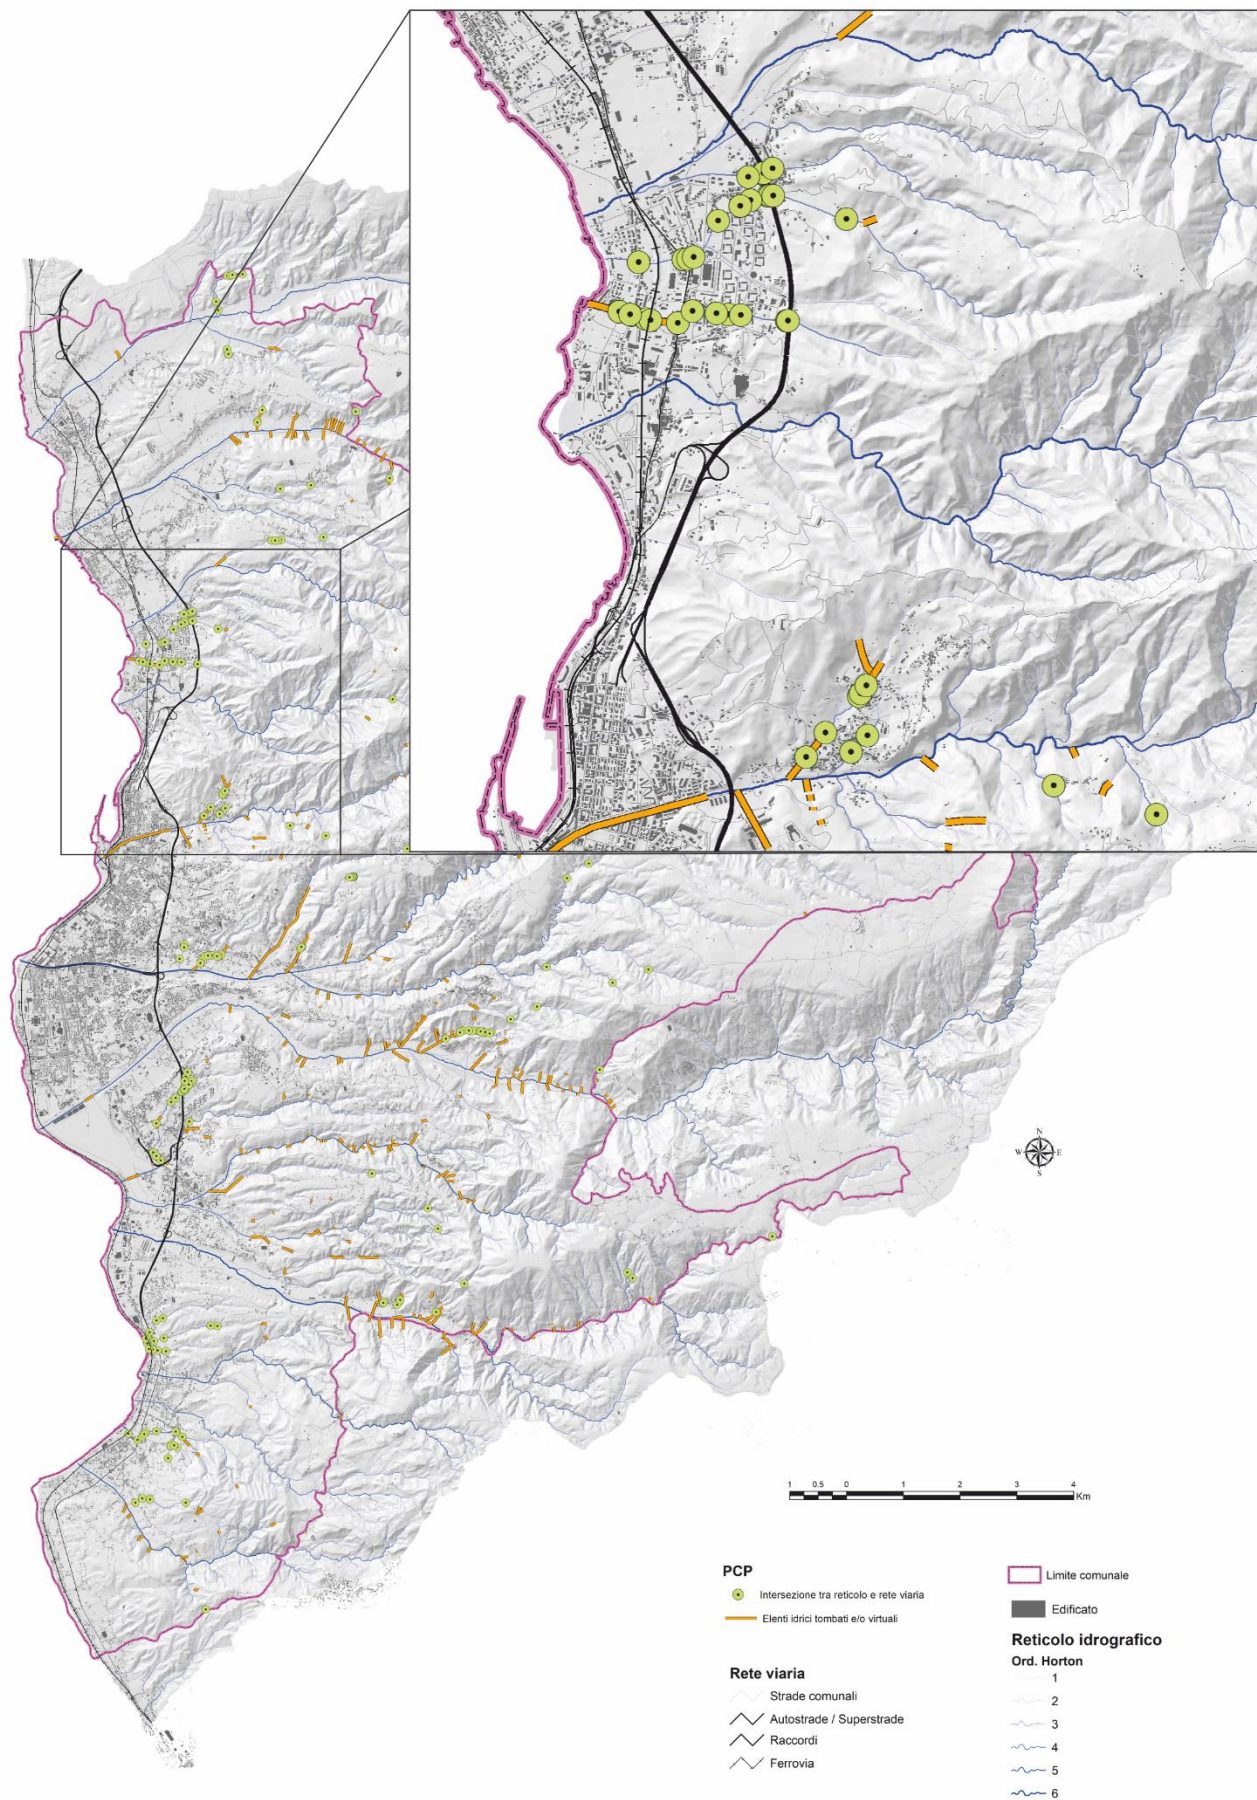 N
W E
S
1 0.5 0 1 2 3 4
Km
PCP
Intersezione tra reticolo e rete viaria
Elenti idrici tombati e/o virtuali
Rete viaria
Strade comunali
Autostrade / Superstrade
Raccordi
Ferrovia
Limite comunale
Edificato
Reticolo idrografico
Ord. Horton
1
2
3
4
5
6